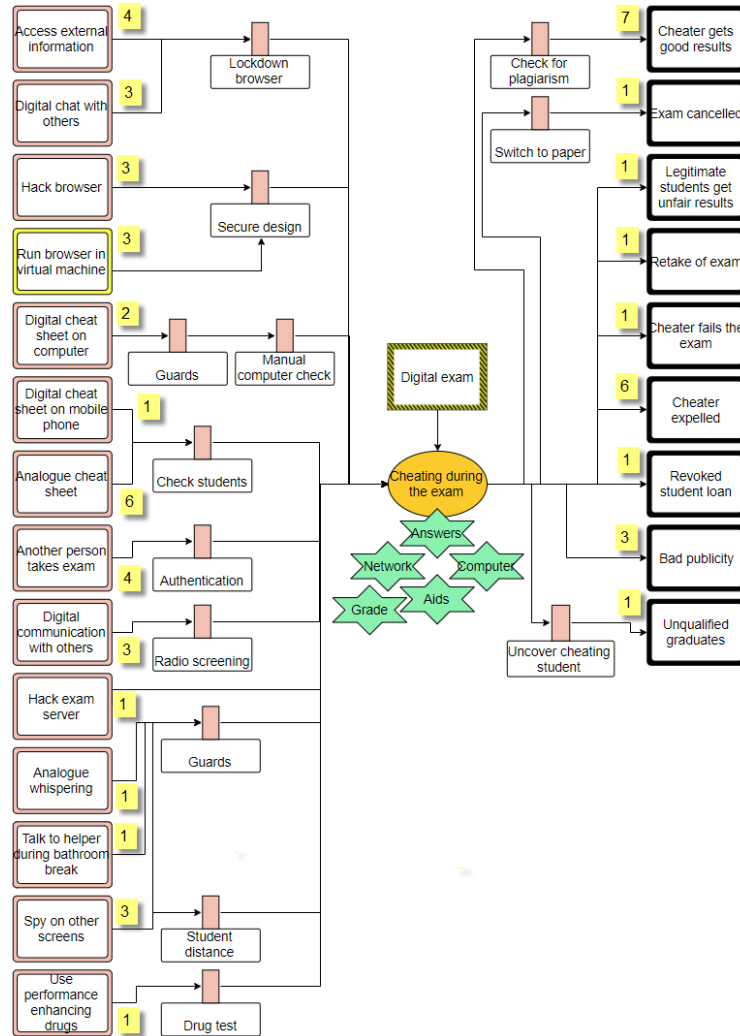 4
Access external
information
3
Digital chat with
others
Lockdown
browser
3
Hack browser
Secure design
3
Run browser in
virtual machine
2
Digital cheat
sheet on
computer
Guards
Manual
computer check
Digital cheat
sheet on mobile
phone
1
Analogue cheat
sheet
6
Check students
Another person
takes exam
4
Authentication
Digital
communication
with others
3
Radio screening
Hack exam
server
1
Guards
Analogue
whispering
1
Talk to helper
during bathroom
break
1
Spy on other
screens
3
Student
distance
Use
performance
enhancing
drugs
1
Drug test
Digital exam
Cheating during
the exam
Answers
Network
Computer
Grade
Aids
Check for
plagiarism
7
Cheater gets
good results
Switch to paper
1
Exam cancelled
1
Legitimate
students get
unfair results
1
Retake of exam
1
Cheater fails the
exam
6
Cheater
expelled
1
Revoked
student loan
3
Bad publicity
Uncover cheating
student
1
Unqualified
graduates